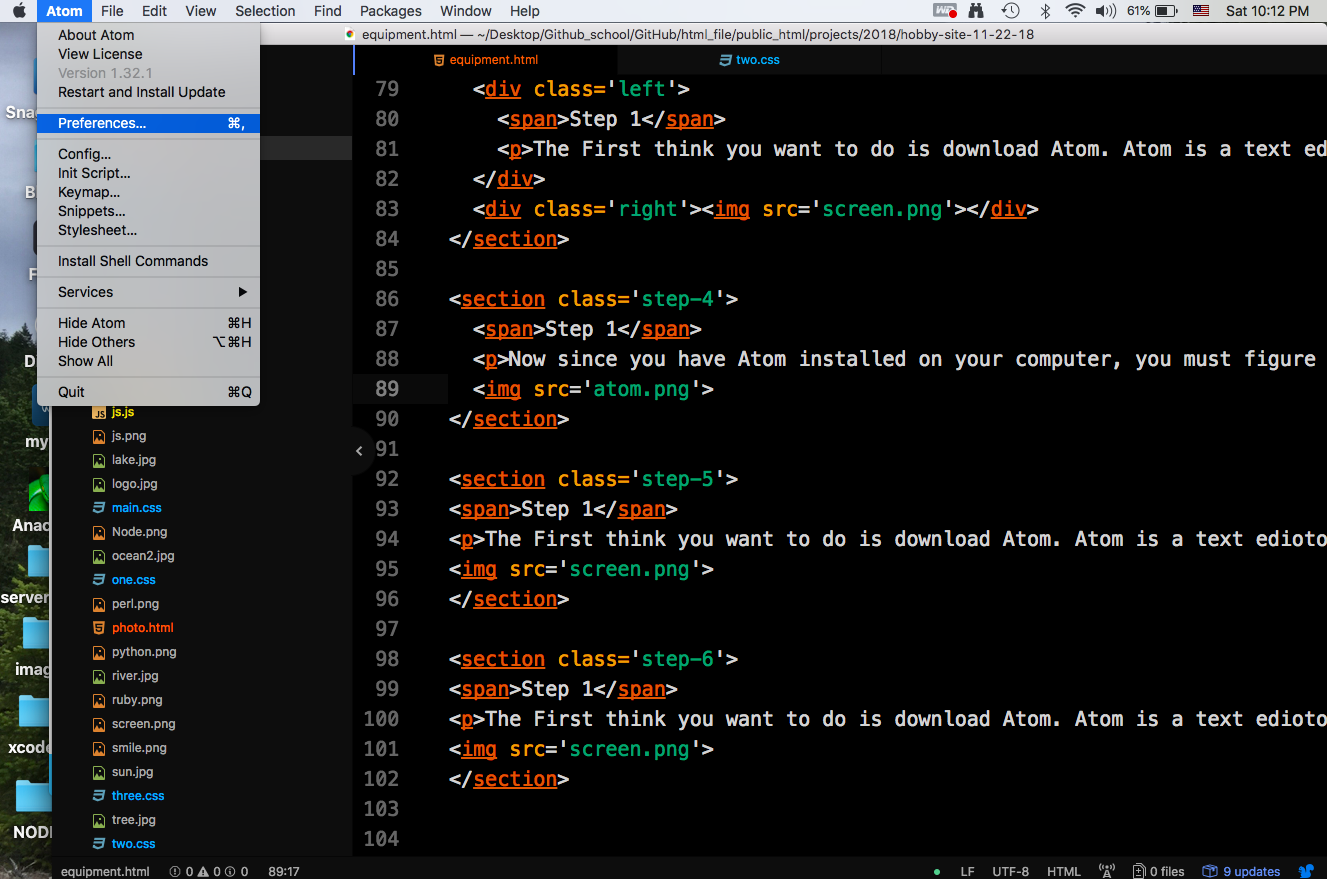 Atom File Edit View Selection Find Packages Window Help 61% Sat 10:12 PM
equipment.html — ~/Desktop/Github_school/GitHub/html_file/public_html/projects/2018/hobby-site-11-22-18
About Atom
View License
Version 1.32.1
Restart and Install Update
Preferences... ⌘,
Config...
Init Script...
Keymap...
Snippets...
Stylesheet...
Install Shell Commands
Services ▶
Hide Atom ⌘H
Hide Others ⌥⌘H
Show All
Quit ⌘Q
my
Anac
server
imag
xcode
NODE
js.js
js.png
lake.jpg
logo.jpg
main.css
Node.png
ocean2.jpg
one.css
perl.png
photo.html
python.png
river.jpg
ruby.png
screen.png
smile.png
sun.jpg
three.css
tree.jpg
two.css
equipment.html two.css
79 <div class='left'>
80 <span>Step 1</span>
81 <p>The First think you want to do is download Atom. Atom is a text ed
82 </div>
83 <div class='right'><img src='screen.png'></div>
84 </section>
85
86 <section class='step-4'>
87 <span>Step 1</span>
88 <p>Now since you have Atom installed on your computer, you must figure
89 <img src='atom.png'>
90 </section>
91
92 <section class='step-5'>
93 <span>Step 1</span>
94 <p>The First think you want to do is download Atom. Atom is a text edioto
95 <img src='screen.png'>
96 </section>
97
98 <section class='step-6'>
99 <span>Step 1</span>
100 <p>The First think you want to do is download Atom. Atom is a text edioto
101 <img src='screen.png'>
102 </section>
103
104
equipment.html 0 0 0 89:17 LF UTF-8 HTML 0 files 9 updates